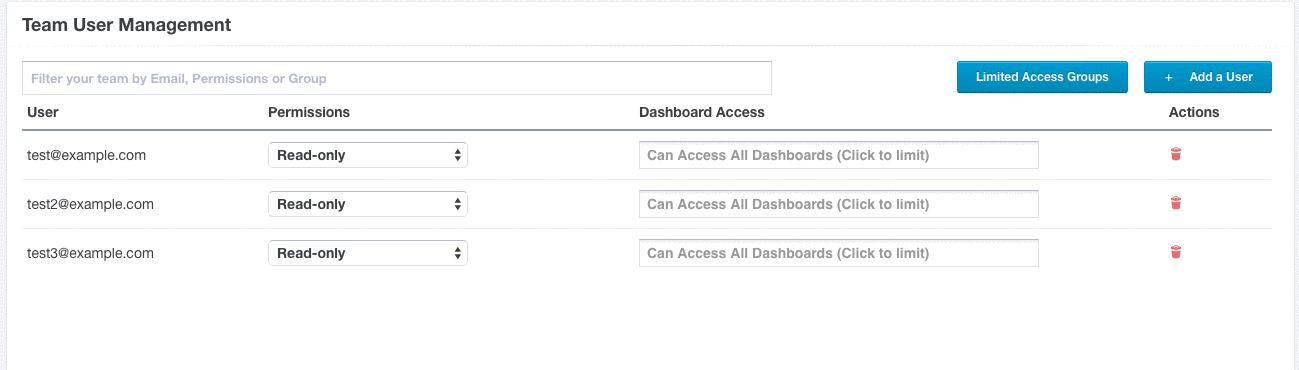 Team User Management
Filter your team by Email, Permissions or Group
Limited Access Groups
+ Add a User
User Permissions Dashboard Access Actions
test@example.com Read-only Can Access All Dashboards (Click to limit)
test2@example.com Read-only Can Access All Dashboards (Click to limit)
test3@example.com Read-only Can Access All Dashboards (Click to limit)